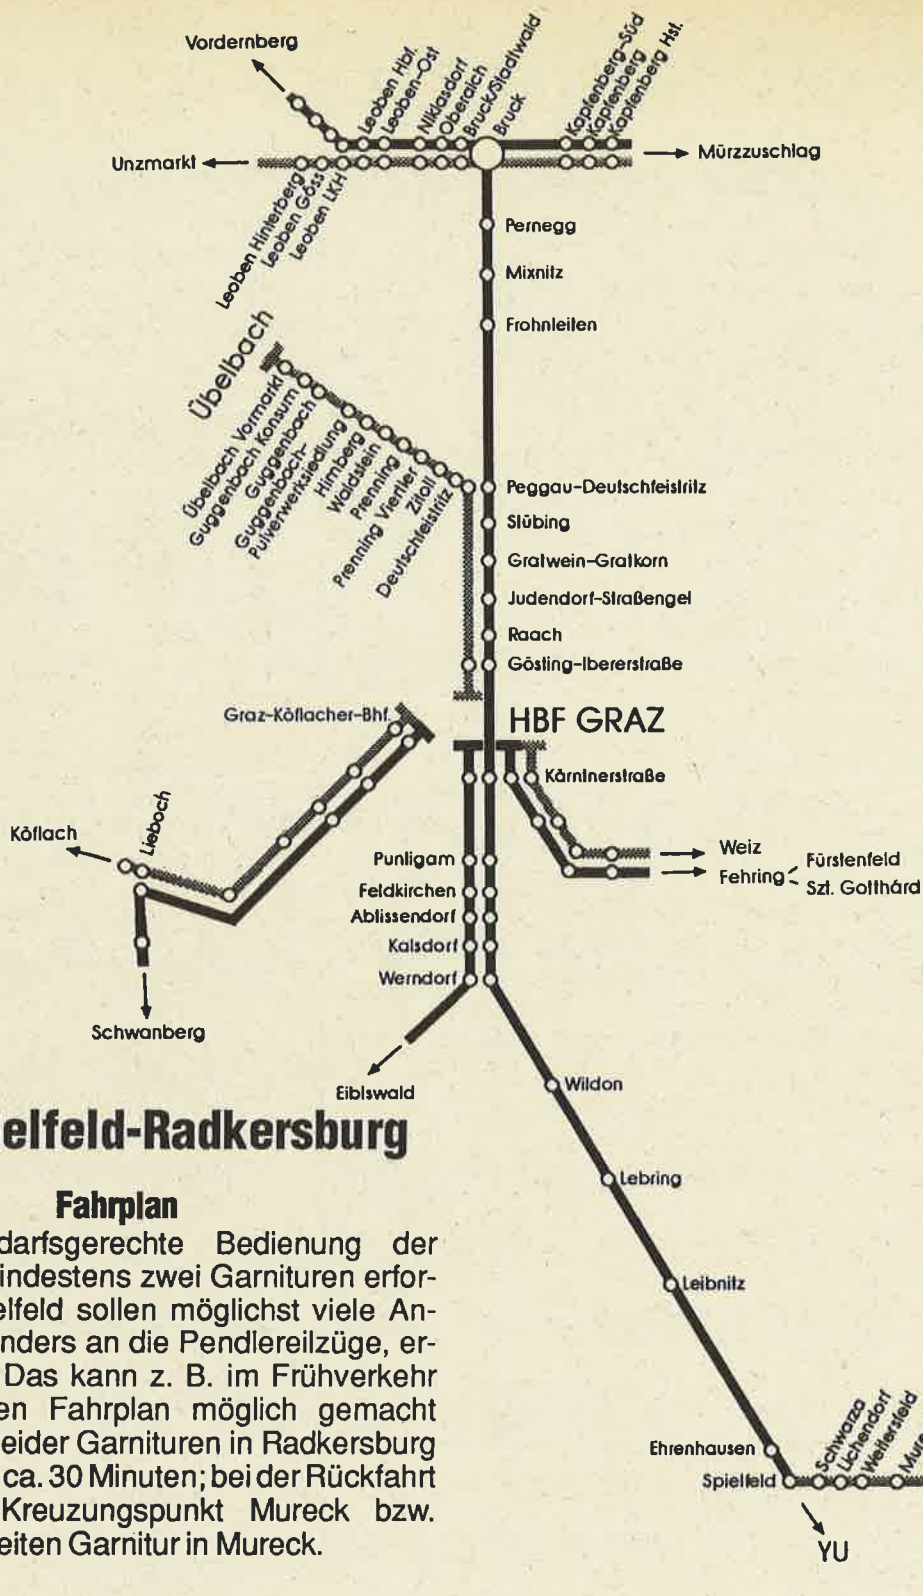 Vordernberg
Leoben Hbf.
Leoben-Ost
Niklasdorf
Oberaich
Bruck/Stadtwald
Bruck
Kapfenberg-Süd
Kapfenberg
Kapfenberg Hst.
Unzmarkt
Mürzzuschlag
Leoben Hinterberg
Leoben Göss
Leoben LKH
Pernegg
Mixnitz
Frohnleiten
Übelbach
Übelbach Vormarkt
Guggenbach Konsum
Guggenbach
Guggenbach-
Pulverwerksiedlung
Himberg
Waldstein
Prenning
Prenning Viertler
Zitoll
Deutschfeistritz
Peggau-Deutschfeistritz
Stübing
Gratwein-Gratkorn
Judendorf-Straßengel
Raach
Gösting-Ibererstraße
Graz-Köflacher-Bhf.
HBF GRAZ
Kärntnerstraße
Köflach
Lieboch
Puntigam
Weiz
Fürstenfeld
Fehring
Szt. Gotthárd
Feldkirchen
Abtissendorf
Kalsdorf
Werndorf
Schwanberg
Eibiswald
Wildon
elfeld-Radkersburg
Lebring
Fahrplan
darfsgerechte Bedienung der
indestens zwei Garnituren erfor-
elfeld sollen möglichst viele An-
nders an die Pendlereilzüge, er-
Das kann z. B. im Frühverkehr
en Fahrplan möglich gemacht
eider Garnituren in Radkersburg
ca. 30 Minuten; bei der Rückfahrt
Kreuzungspunkt Mureck bzw.
eiten Garnitur in Mureck.
Leibnitz
Ehrenhausen
Spielfeld
Schwarza
Lichendorf
Weitersfeld
Mure
YU